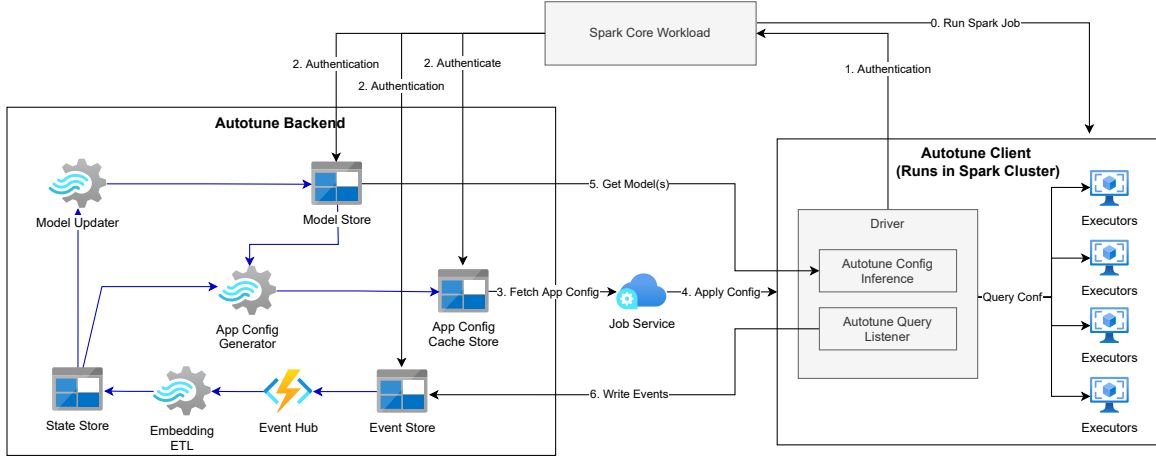 Spark Core Workload
0. Run Spark Job
2. Authentication
2. Authenticate
1. Authentication
2. Authentication
Autotune Backend
Autotune Client
(Runs in Spark Cluster)
5. Get Model(s)
Model Updater
Model Store
Driver
Executors
Autotune Config
Inference
Executors
3. Fetch App Config
4. Apply Config
Query Conf
App Config
Generator
App Config
Cache Store
Job Service
Autotune Query
Listener
Executors
6. Write Events
State Store
Embedding
ETL
Event Hub
Event Store
Executors